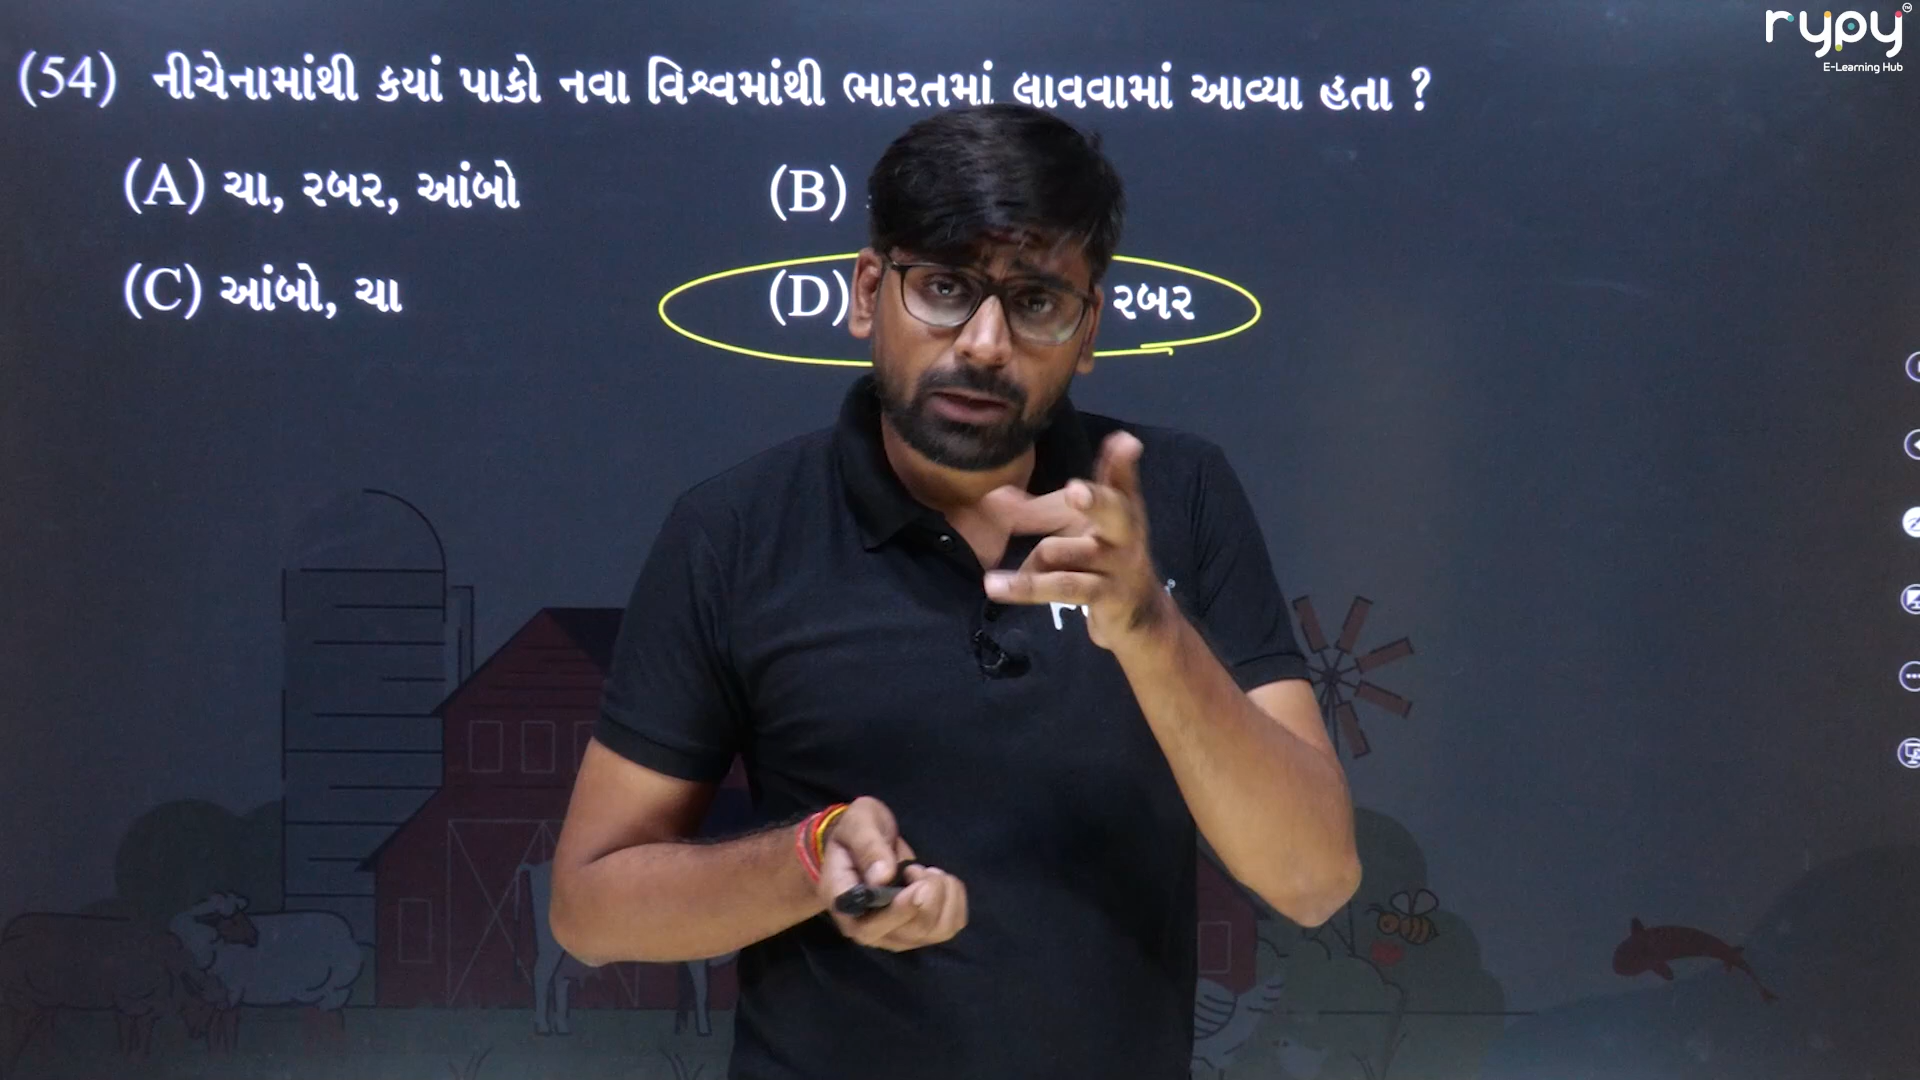 rypy
E-Learning Hub
(54) નીચેનામાંથી કયાં પાકો નવા વિશ્વમાંથી ભારતમાં લાવવામાં આવ્યા હતા ?
(A) ચા, રબર, આંબો
(B)
(C) આંબો, ચા
(D) રબર